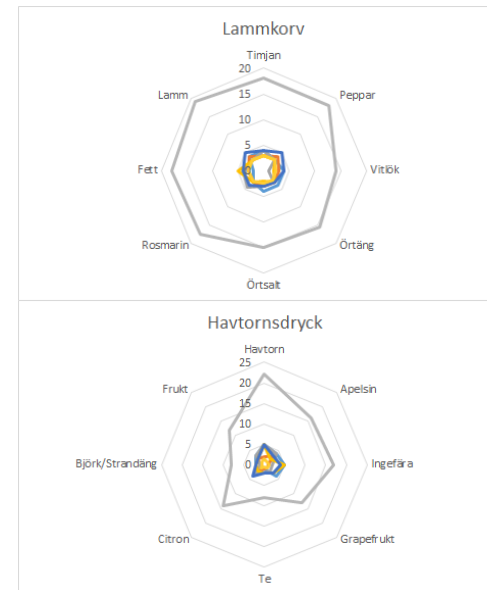 Lammkorv
Timjan
20
Lamm
Peppar
15
10
5
Fett
0
Vitlök
Rosmarin
Örtäng
Örtsalt
Havtornsdryck
Havtorn
25
Frukt
Apelsin
20
15
10
5
Björk/Strandäng
0
Ingefära
Citron
Grapefrukt
Te